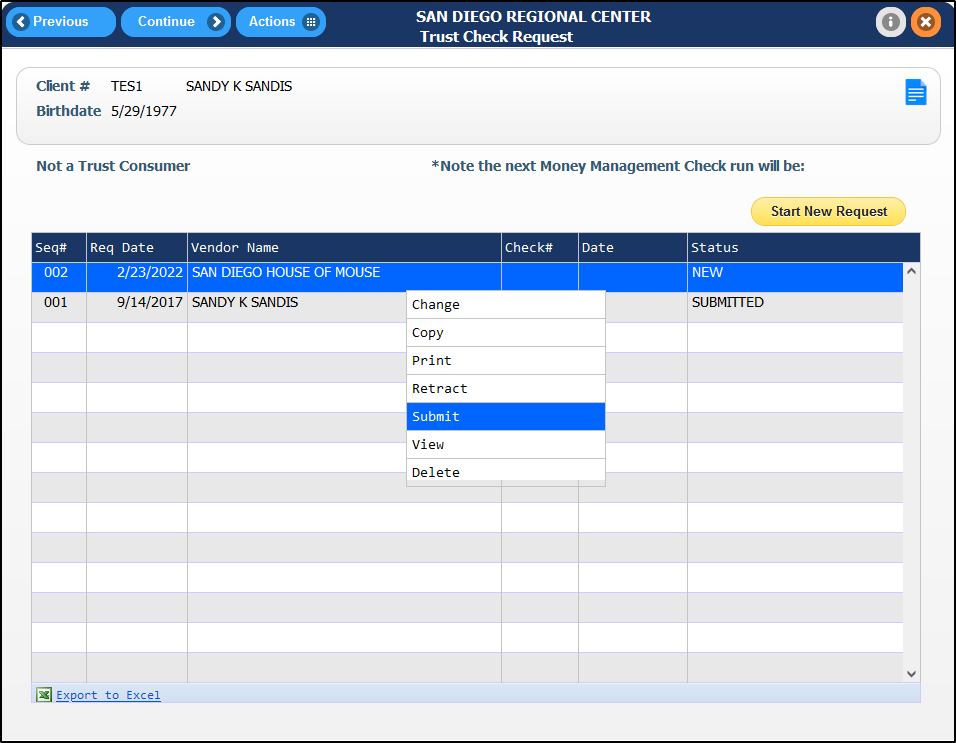 Previous Continue Actions SAN DIEGO REGIONAL CENTER
Trust Check Request
Client # TES1 SANDY K SANDIS
Birthdate 5/29/1977
Not a Trust Consumer *Note the next Money Management Check run will be:
Start New Request
Seq# Req Date Vendor Name Check# Date Status
002 2/23/2022 SAN DIEGO HOUSE OF MOUSE NEW
001 9/14/2017 SANDY K SANDIS SUBMITTED
Change
Copy
Print
Retract
Submit
View
Delete
Export to Excel